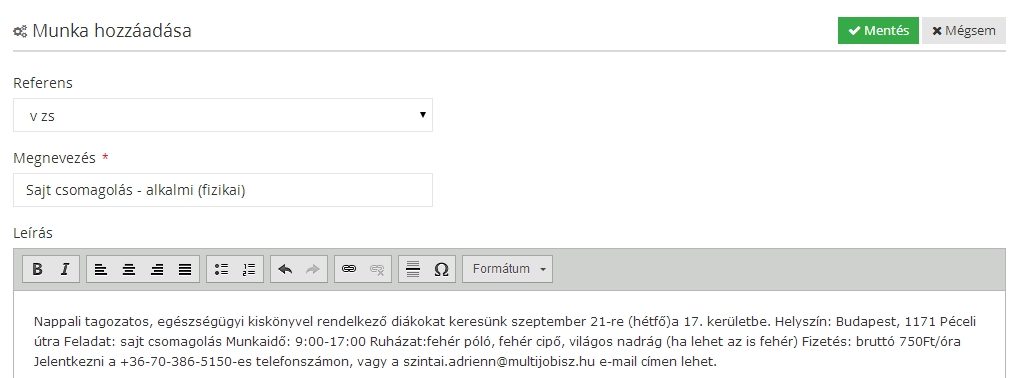 Munka hozzáadása
Mentés
Mégsem
Referens
v zs
Megnevezés *
Sajt csomagolás - alkalmi (fizikai)
Leírás
B I Ω Formátum
Nappali tagozatos, egészségügyi kiskönyvel rendelkező diákokat keresünk szeptember 21-re (hétfő)a 17. kerületbe. Helyszín: Budapest, 1171 Péceli
útra Feladat: sajt csomagolás Munkaidő: 9:00-17:00 Ruházat:fehér póló, fehér cipő, világos nadrág (ha lehet az is fehér) Fizetés: bruttó 750Ft/óra
Jelentkezni a +36-70-386-5150-es telefonszámon, vagy a szintai.adrienn@multijobisz.hu e-mail címen lehet.